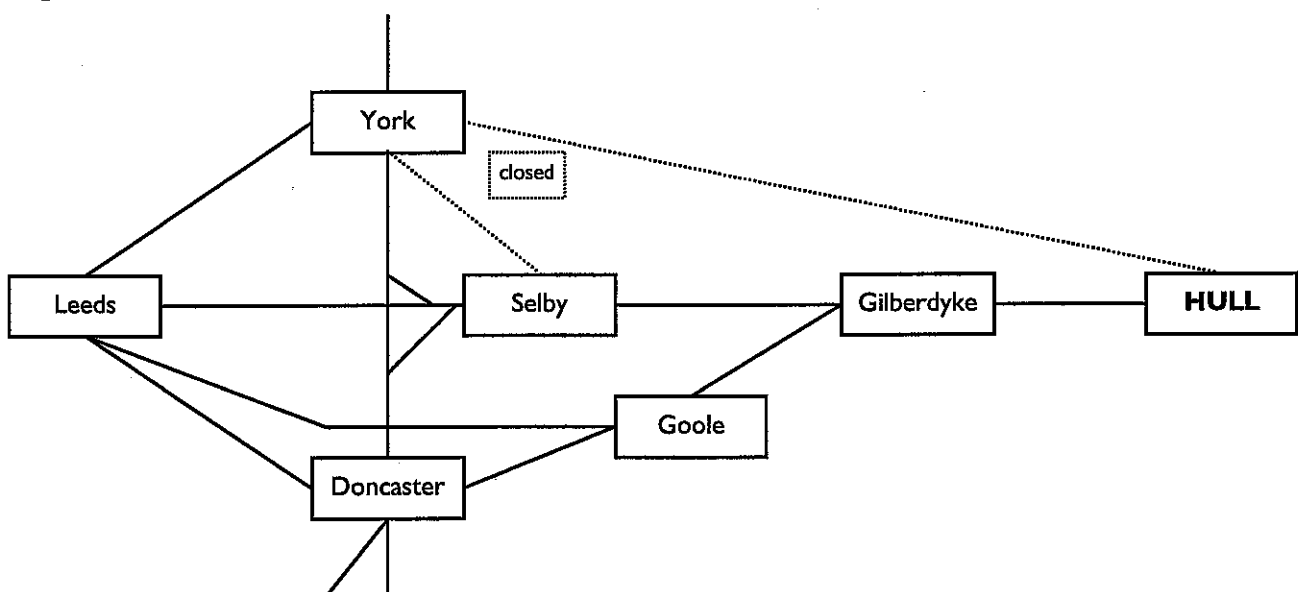 York
closed
Leeds
Selby
Gilberdyke
HULL
Goole
Doncaster